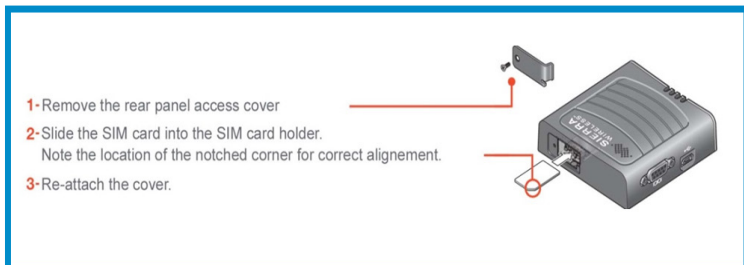 1-Remove the rear panel access cover
2-Slide the SIM card into the SIM card holder.
Note the location of the notched corner for correct alignement.
3-Re-attach the cover.
SIERRA
WIRELESS